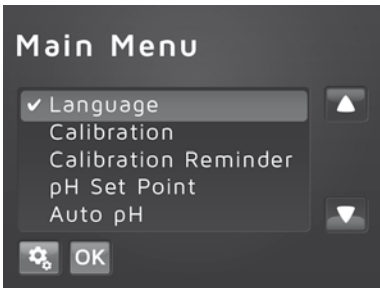 Main Menu
Language
Calibration
Calibration Reminder
pH Set Point
Auto pH
OK